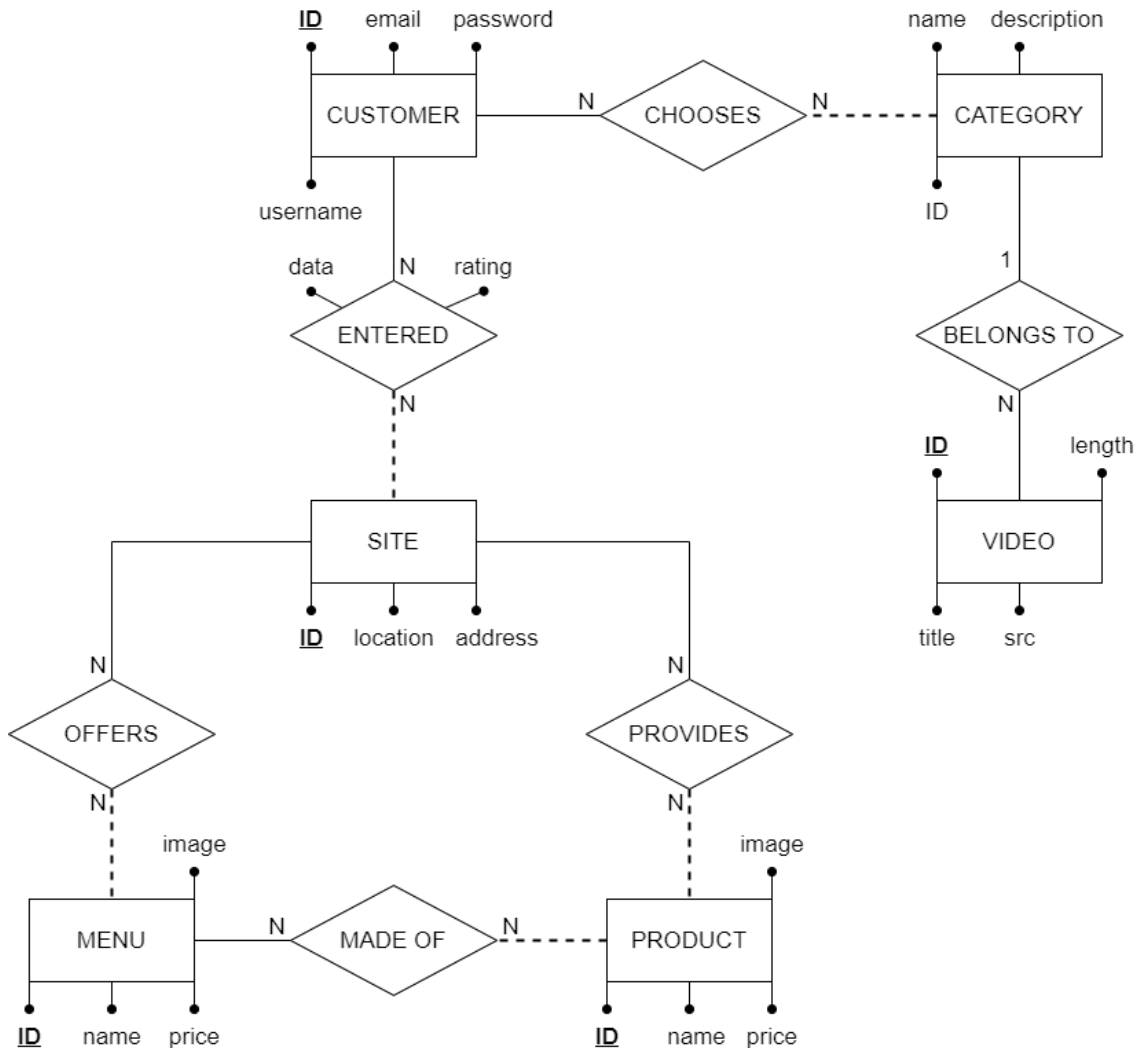 ID email password
name description
CUSTOMER N CHOOSES N CATEGORY
username
ID
data N rating
1
ENTERED
BELONGS TO
N
N
ID length
SITE
VIDEO
ID location address
title src
N
N
OFFERS
PROVIDES
N
N
image
image
MENU N MADE OF N PRODUCT
ID name price
ID name price